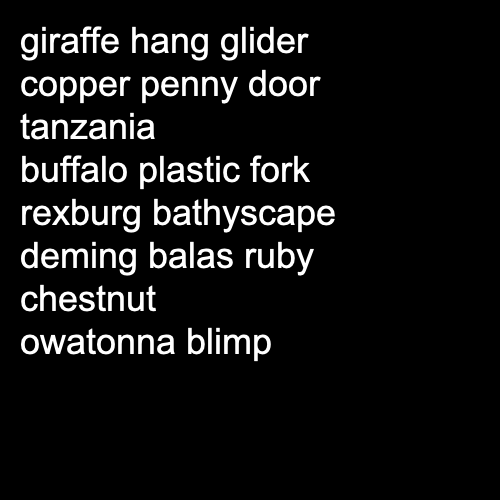 giraffe hang glider
copper penny door
tanzania
buffalo plastic fork
rexburg bathyscape
deming balas ruby
chestnut
owatonna blimp